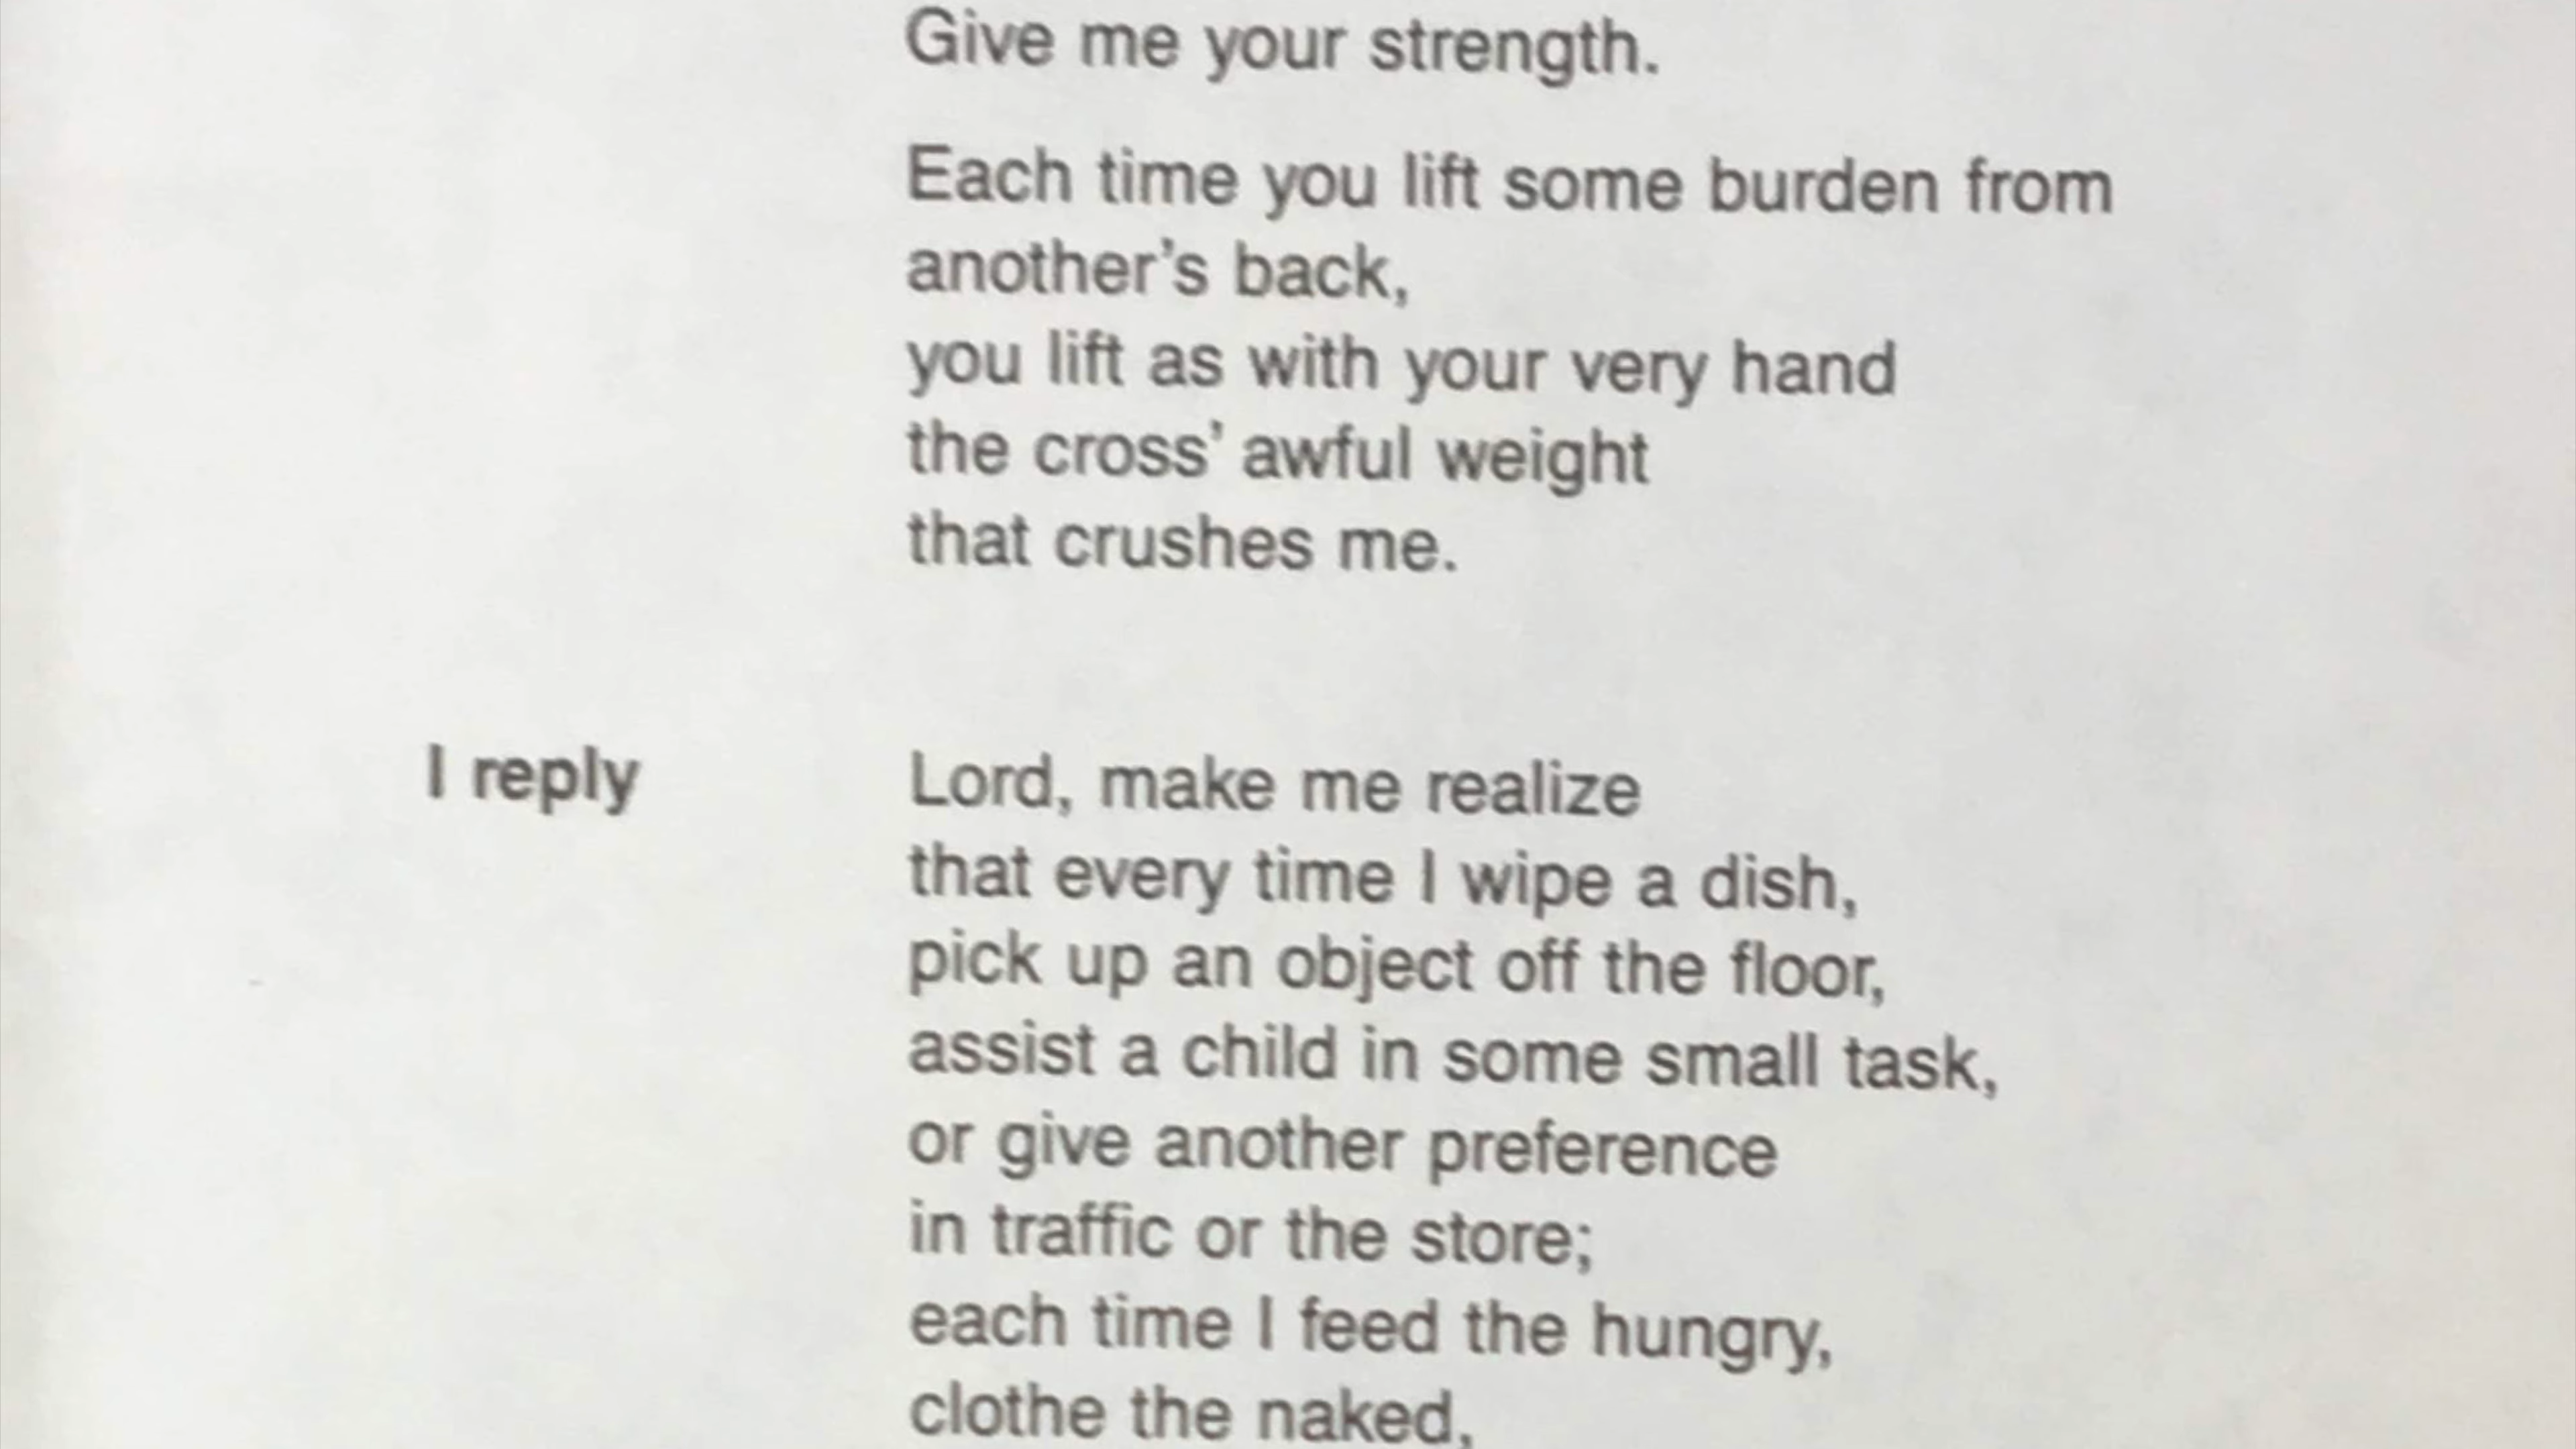 Give me your strength.
Each time you lift some burden from
another’s back,
you lift as with your very hand
the cross’ awful weight
that crushes me.
I reply
Lord, make me realize
that every time I wipe a dish,
pick up an object off the floor,
assist a child in some small task,
or give another preference
in traffic or the store;
each time I feed the hungry,
clothe the naked,